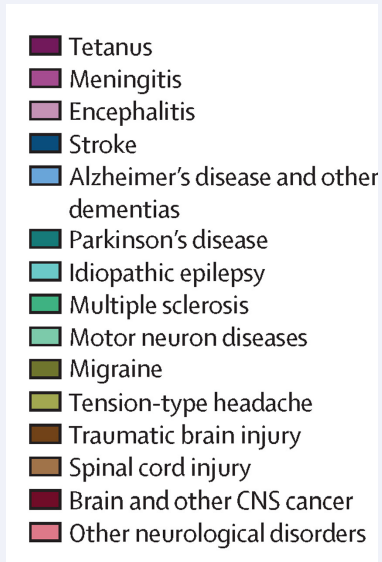 Tetanus
Meningitis
Encephalitis
Stroke
Alzheimer's disease and other
dementias
Parkinson's disease
Idiopathic epilepsy
Multiple sclerosis
Motor neuron diseases
Migraine
Tension-type headache
Traumatic brain injury
Spinal cord injury
Brain and other CNS cancer
Other neurological disorders